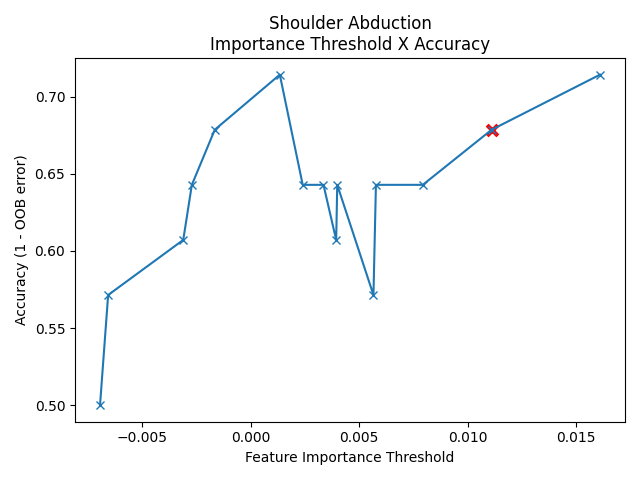 Shoulder Abduction
Importance Threshold X Accuracy
Accuracy (1 - OOB error)
0.70
0.65
0.60
0.55
0.50
−0.005
0.000
0.005
0.010
0.015
Feature Importance Threshold